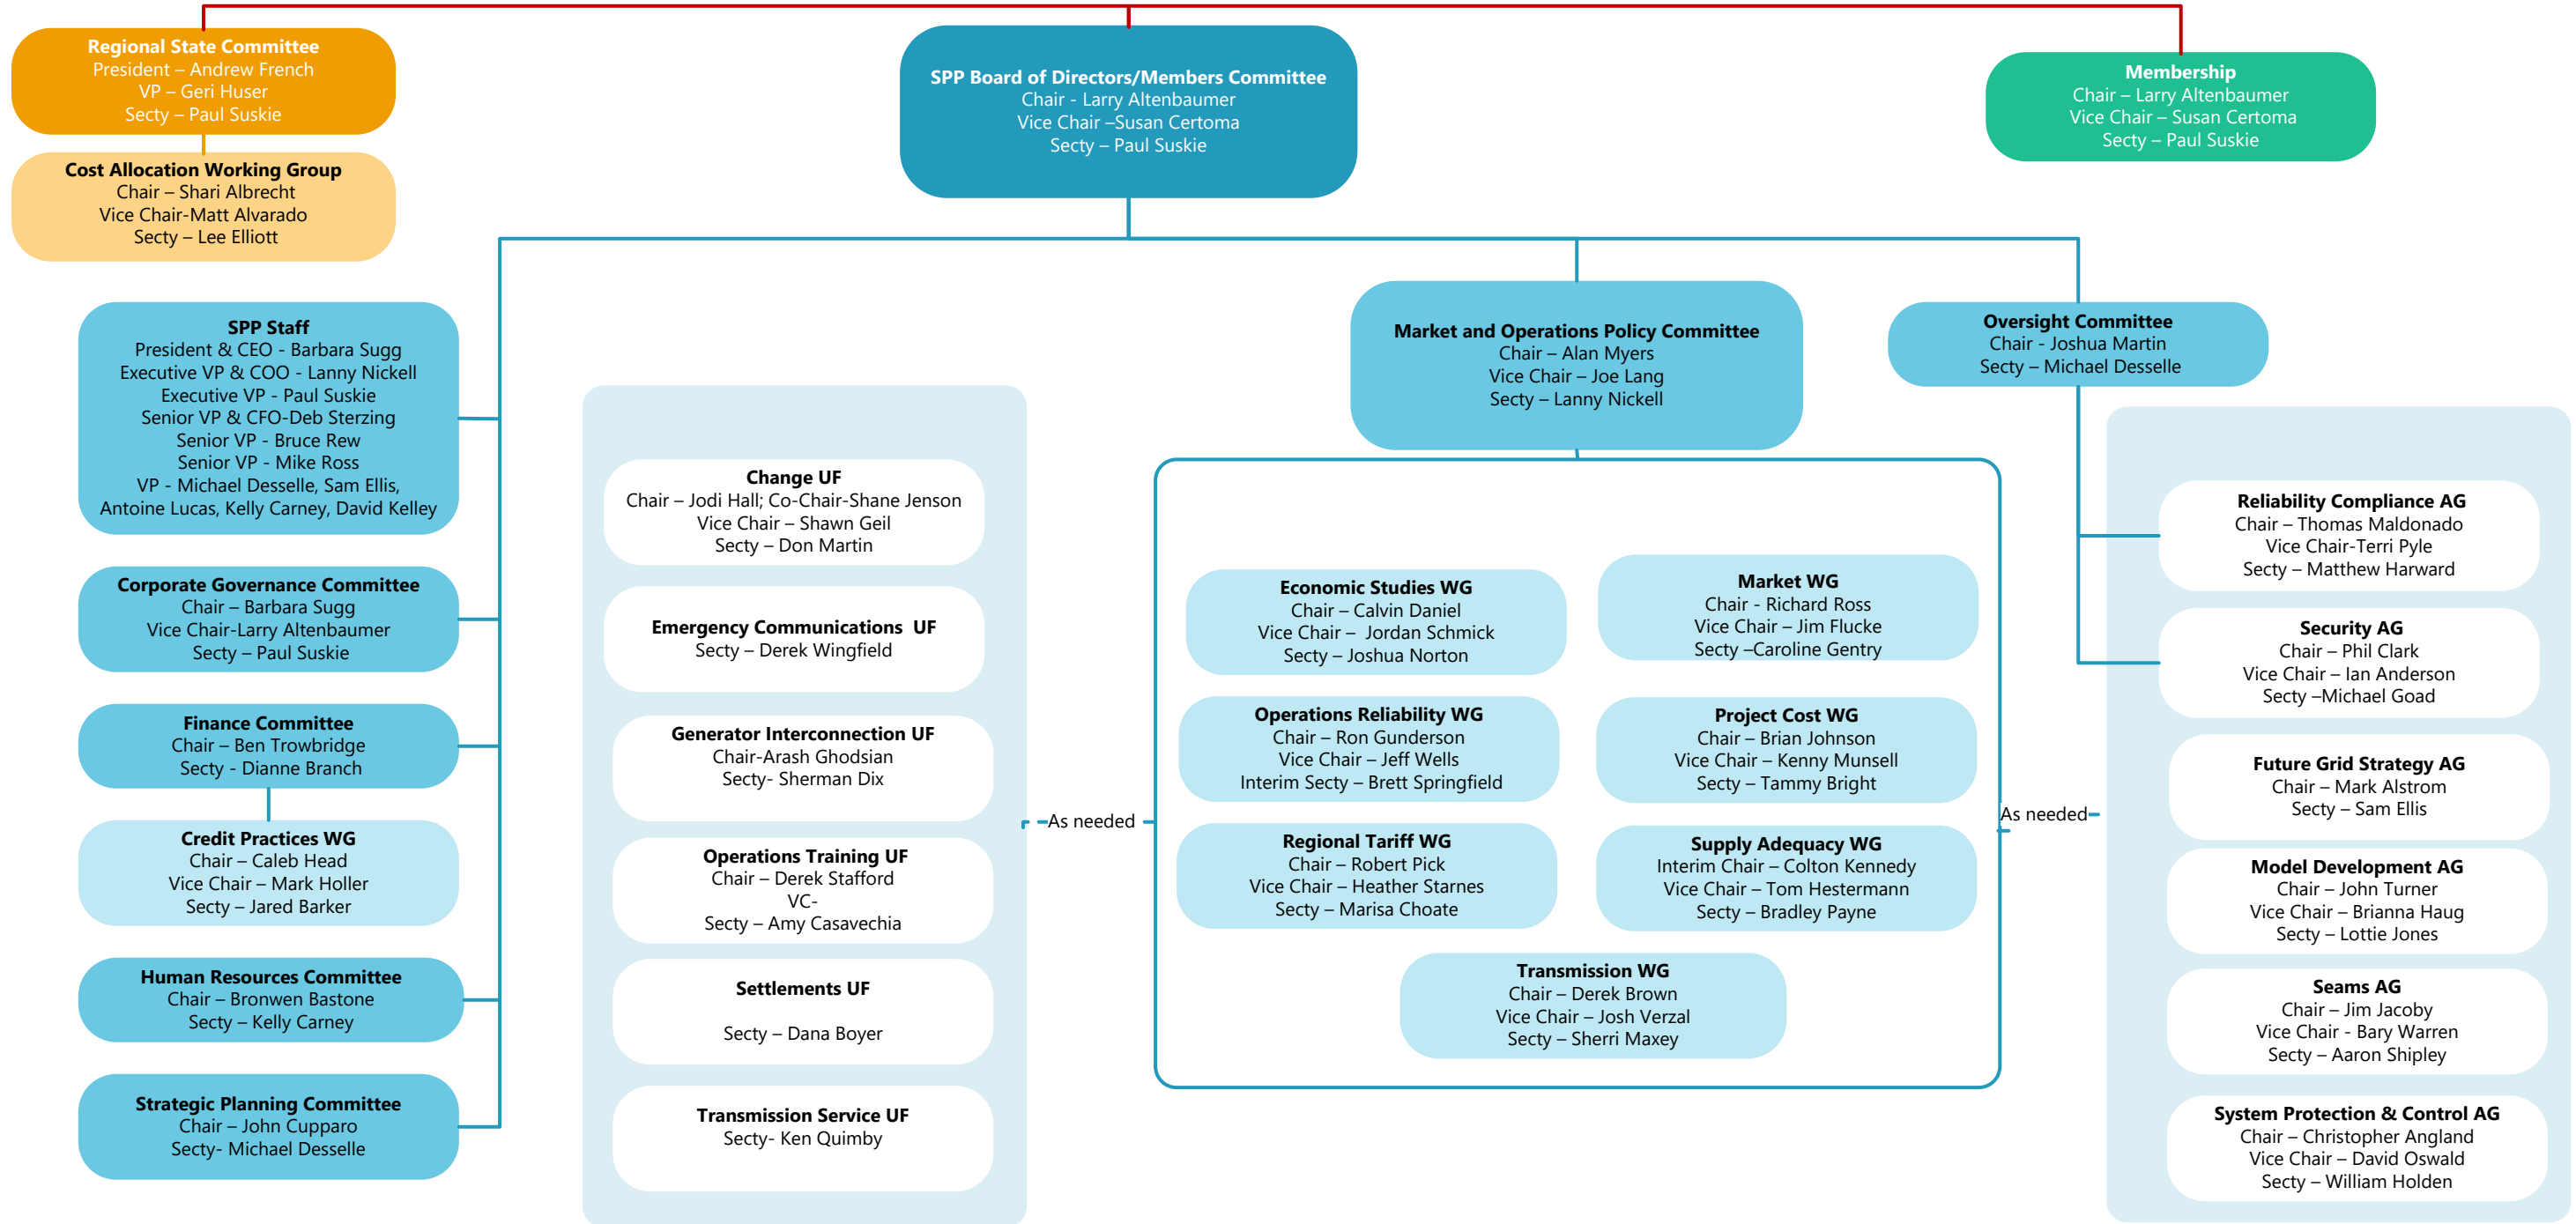 Regional State Committee
President – Andrew French
VP – Geri Huser
Secty – Paul Suskie
Cost Allocation Working Group
Chair – Shari Albrecht
Vice Chair-Matt Alvarado
Secty – Lee Elliott
SPP Board of Directors/Members Committee
Chair - Larry Altenbaumer
Vice Chair –Susan Certoma
Secty – Paul Suskie
Membership
Chair – Larry Altenbaumer
Vice Chair – Susan Certoma
Secty – Paul Suskie
SPP Staff
President & CEO - Barbara Sugg
Executive VP & COO - Lanny Nickell
Executive VP - Paul Suskie
Senior VP & CFO-Deb Sterzing
Senior VP - Bruce Rew
Senior VP - Mike Ross
VP - Michael Desselle, Sam Ellis,
Antoine Lucas, Kelly Carney, David Kelley
Corporate Governance Committee
Chair – Barbara Sugg
Vice Chair-Larry Altenbaumer
Secty – Paul Suskie
Finance Committee
Chair – Ben Trowbridge
Secty - Dianne Branch
Credit Practices WG
Chair – Caleb Head
Vice Chair – Mark Holler
Secty – Jared Barker
Human Resources Committee
Chair – Bronwen Bastone
Secty – Kelly Carney
Strategic Planning Committee
Chair – John Cupparo
Secty- Michael Desselle
Change UF
Chair – Jodi Hall; Co-Chair-Shane Jenson
Vice Chair – Shawn Geil
Secty – Don Martin
Emergency Communications  UF
Secty – Derek Wingfield
Generator Interconnection UF
Chair-Arash Ghodsian
Secty- Sherman Dix
Operations Training UF
Chair – Derek Stafford
VC-
Secty – Amy Casavechia
Settlements UF
Secty – Dana Boyer
Transmission Service UF
Secty- Ken Quimby
As needed
Market and Operations Policy Committee
Chair – Alan Myers
Vice Chair – Joe Lang
Secty – Lanny Nickell
Economic Studies WG
Chair – Calvin Daniel
Vice Chair –  Jordan Schmick
Secty – Joshua Norton
Market WG
Chair - Richard Ross
Vice Chair – Jim Flucke
Secty –Caroline Gentry
Operations Reliability WG
Chair – Ron Gunderson
Vice Chair – Jeff Wells
Interim Secty – Brett Springfield
Project Cost WG
Chair – Brian Johnson
Vice Chair – Kenny Munsell
Secty – Tammy Bright
Regional Tariff WG
Chair – Robert Pick
Vice Chair – Heather Starnes
Secty – Marisa Choate
Supply Adequacy WG
Interim Chair – Colton Kennedy
Vice Chair – Tom Hestermann
Secty – Bradley Payne
Transmission WG
Chair – Derek Brown
Vice Chair – Josh Verzal
Secty – Sherri Maxey
As needed
Oversight Committee
Chair - Joshua Martin
Secty – Michael Desselle
Reliability Compliance AG
Chair – Thomas Maldonado
Vice Chair-Terri Pyle
Secty – Matthew Harward
Security AG
Chair – Phil Clark
Vice Chair – Ian Anderson
Secty –Michael Goad
Future Grid Strategy AG
Chair – Mark Alstrom
Secty – Sam Ellis
Model Development AG
Chair – John Turner
Vice Chair – Brianna Haug
Secty – Lottie Jones
Seams AG
Chair – Jim Jacoby
Vice Chair - Bary Warren
Secty – Aaron Shipley
System Protection & Control AG
Chair – Christopher Angland
Vice Chair – David Oswald
Secty – William Holden